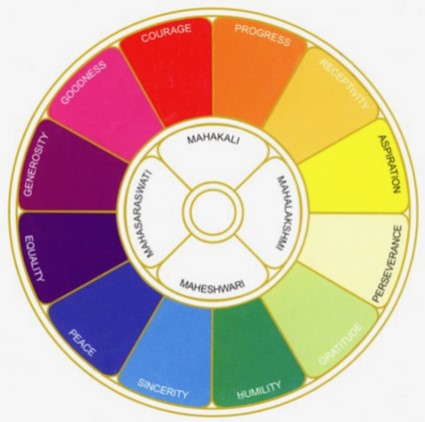 COURAGE
PROGRESS
RECEPTIVITY
ASPIRATION
PERSEVERANCE
GRATITUDE
HUMILITY
SINCERITY
PEACE
EQUALITY
GENEROSITY
GOODNESS
MAHAKALI
MAHALAKSHMI
MAHESHWARI
MAHASARASWATI